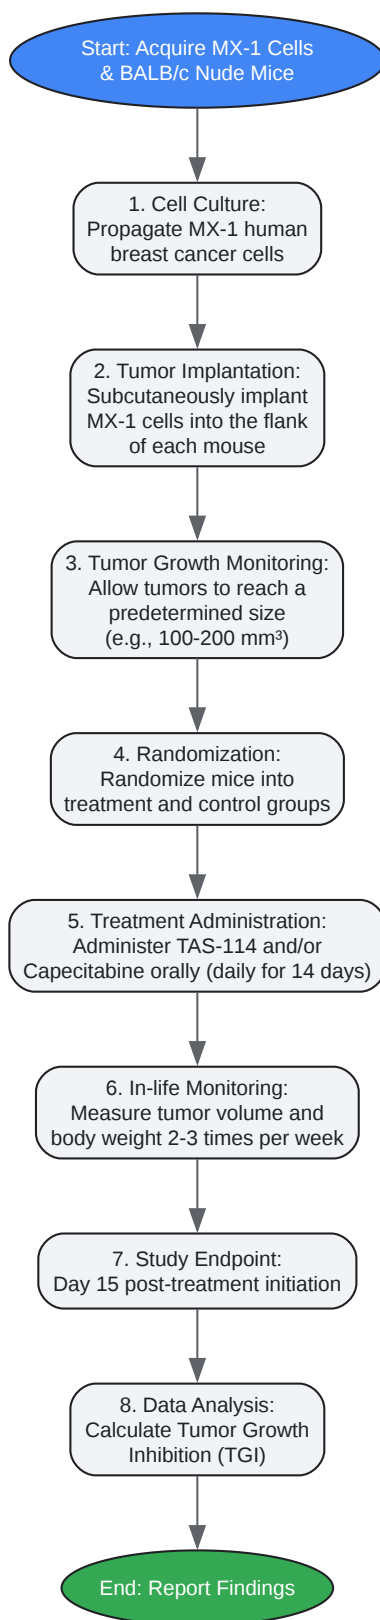 Start: Acquire MX-1 Cells
& BALB/c Nude Mice
1. Cell Culture:
Propagate MX-1 human
breast cancer cells
2. Tumor Implantation:
Subcutaneously implant
MX-1 cells into the flank
of each mouse
3. Tumor Growth Monitoring:
Allow tumors to reach a
predetermined size
(e.g., 100-200 mm³)
4. Randomization:
Randomize mice into
treatment and control groups
5. Treatment Administration:
Administer TAS-114 and/or
Capecitabine orally (daily for 14 days)
6. In-life Monitoring:
Measure tumor volume and
body weight 2-3 times per week
7. Study Endpoint:
Day 15 post-treatment initiation
8. Data Analysis:
Calculate Tumor Growth
Inhibition (TGI)
End: Report Findings